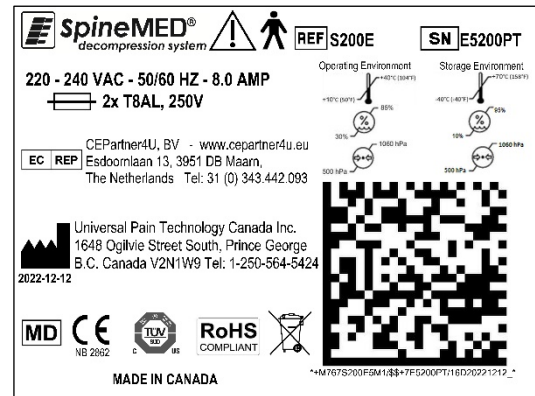 SpineMED®
decompression system
REF S200E
SN E5200PT
220 - 240 VAC - 50/60 HZ - 8.0 AMP
2x T8AL, 250V
Operating Environment
+40°C (104°F)
+10°C (50°F)
85%
30%
1060 hPa
500 hPa
Storage Environment
+70°C (158°F)
-40°C (-40°F)
95%
10%
1060 hPa
500 hPa
EC REP
CEPartner4U, BV - www.cepartner4u.eu
Esdoornlaan 13, 3951 DB Maarn,
The Netherlands Tel: 31 (0) 343.442.093
Universal Pain Technology Canada Inc.
1648 Ogilvie Street South, Prince George
B.C. Canada V2N1W9 Tel: 1-250-564-5424
2022-12-12
MD
CE
NB 2862
TÜV
SÜD
C US
RoHS
COMPLIANT
MADE IN CANADA
*+M767S200E5M1/$$+7E5200PT/16D20221212_*